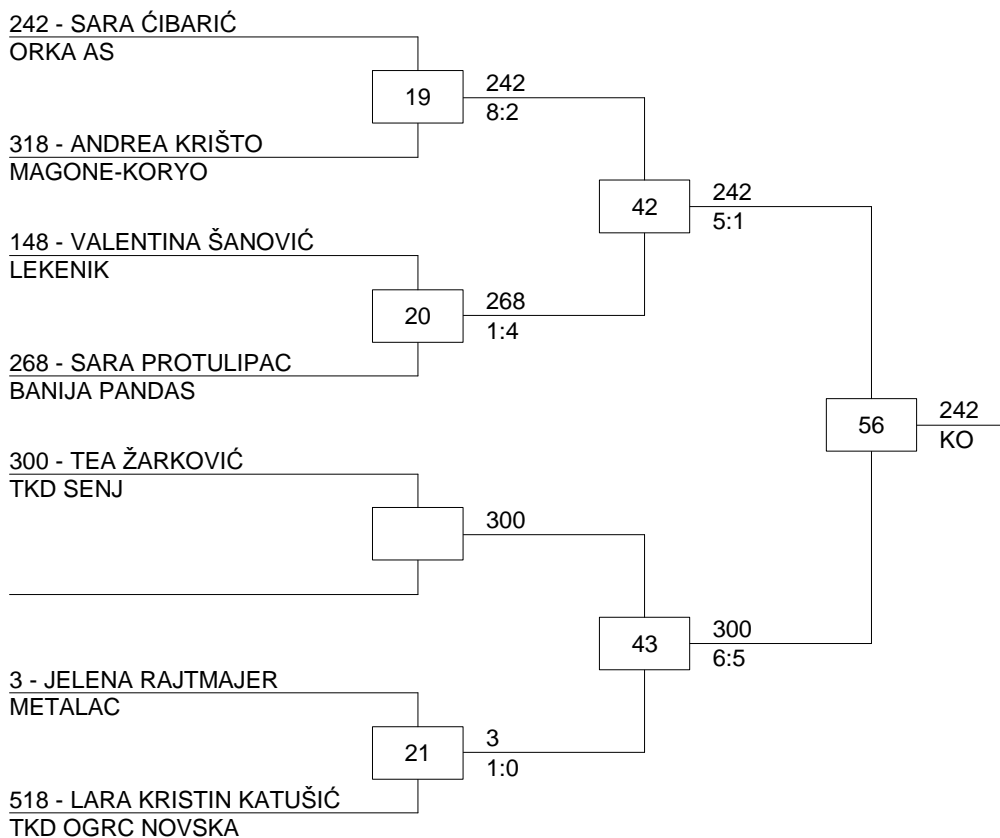 242 - SARA ĆIBARIĆ
ORKA AS
19
242
8:2
318 - ANDREA KRIŠTO
MAGONE-KORYO
42
242
5:1
148 - VALENTINA ŠANOVIĆ
LEKENIK
20
268
1:4
268 - SARA PROTULIPAC
BANIJA PANDAS
56
242
KO
300 - TEA ŽARKOVIĆ
TKD SENJ
300
43
300
6:5
3 - JELENA RAJTMAJER
METALAC
21
3
1:0
518 - LARA KRISTIN KATUŠIĆ
TKD OGRC NOVSKA